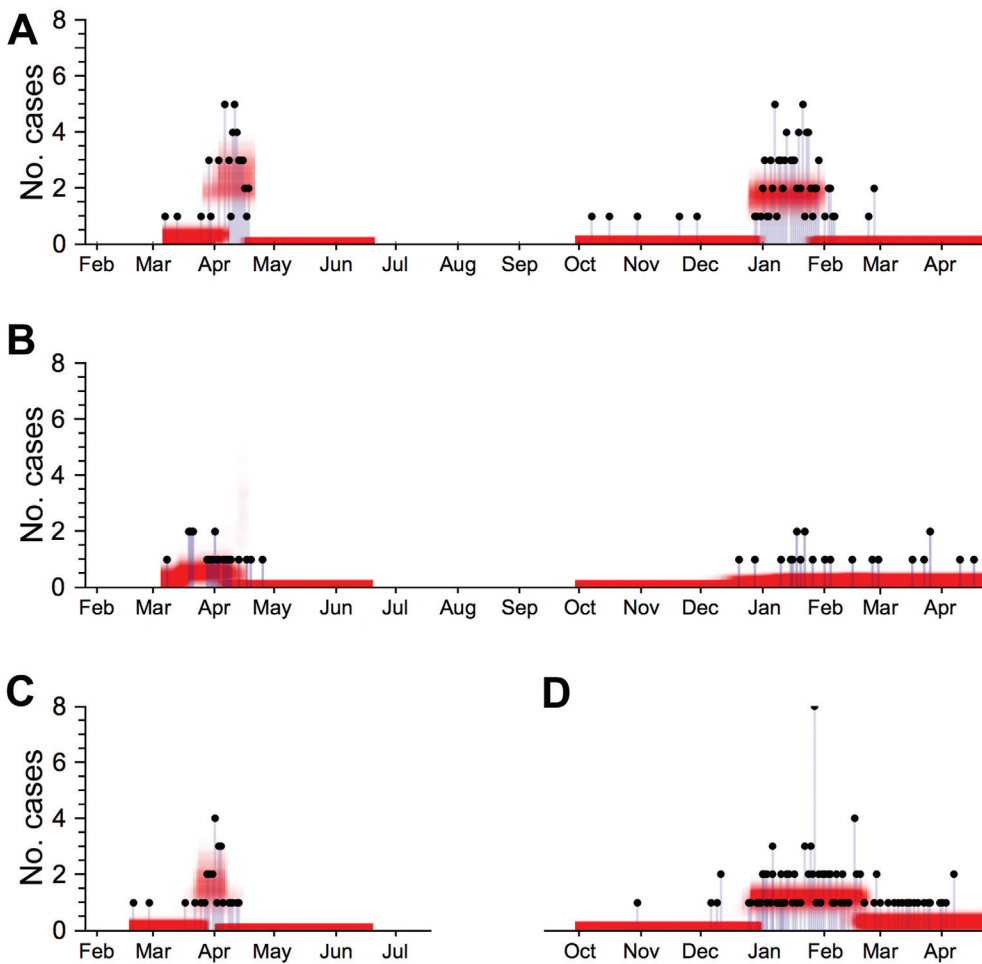 A
No. cases
8
6
4
2
0
Feb Mar Apr May Jun Jul Aug Sep Oct Nov Dec Jan Feb Mar Apr
B
No. cases
8
6
4
2
0
Feb Mar Apr May Jun Jul Aug Sep Oct Nov Dec Jan Feb Mar Apr
C
No. cases
8
6
4
2
0
Feb Mar Apr May Jun Jul
D
Oct Nov Dec Jan Feb Mar Apr